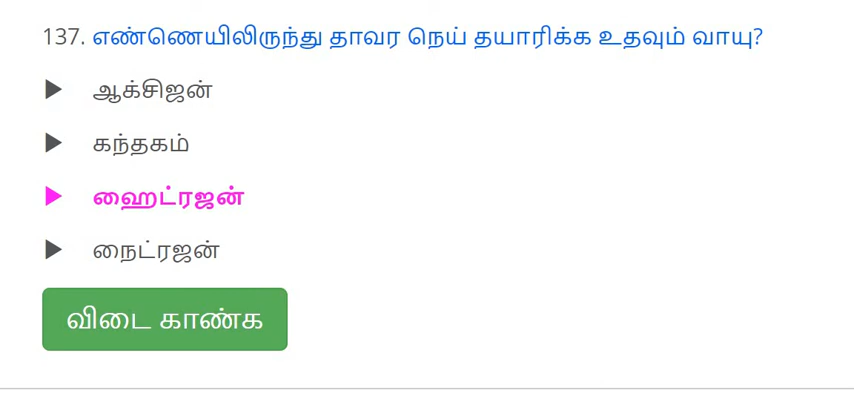 137. எண்ணெயிலிருந்து தாவர நெய் தயாரிக்க உதவும் வாயு?
ஆக்சிஜன்
கந்தகம்
ஹைட்ரஜன்
நைட்ரஜன்
விடை காண்க